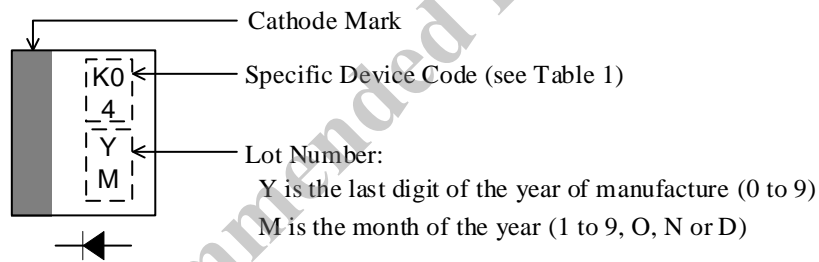 Cathode Mark
K0
4
Specific Device Code (see Table 1)
Y
M
Lot Number:
Y is the last digit of the year of manufacture (0 to 9)
M is the month of the year (1 to 9, O, N or D)